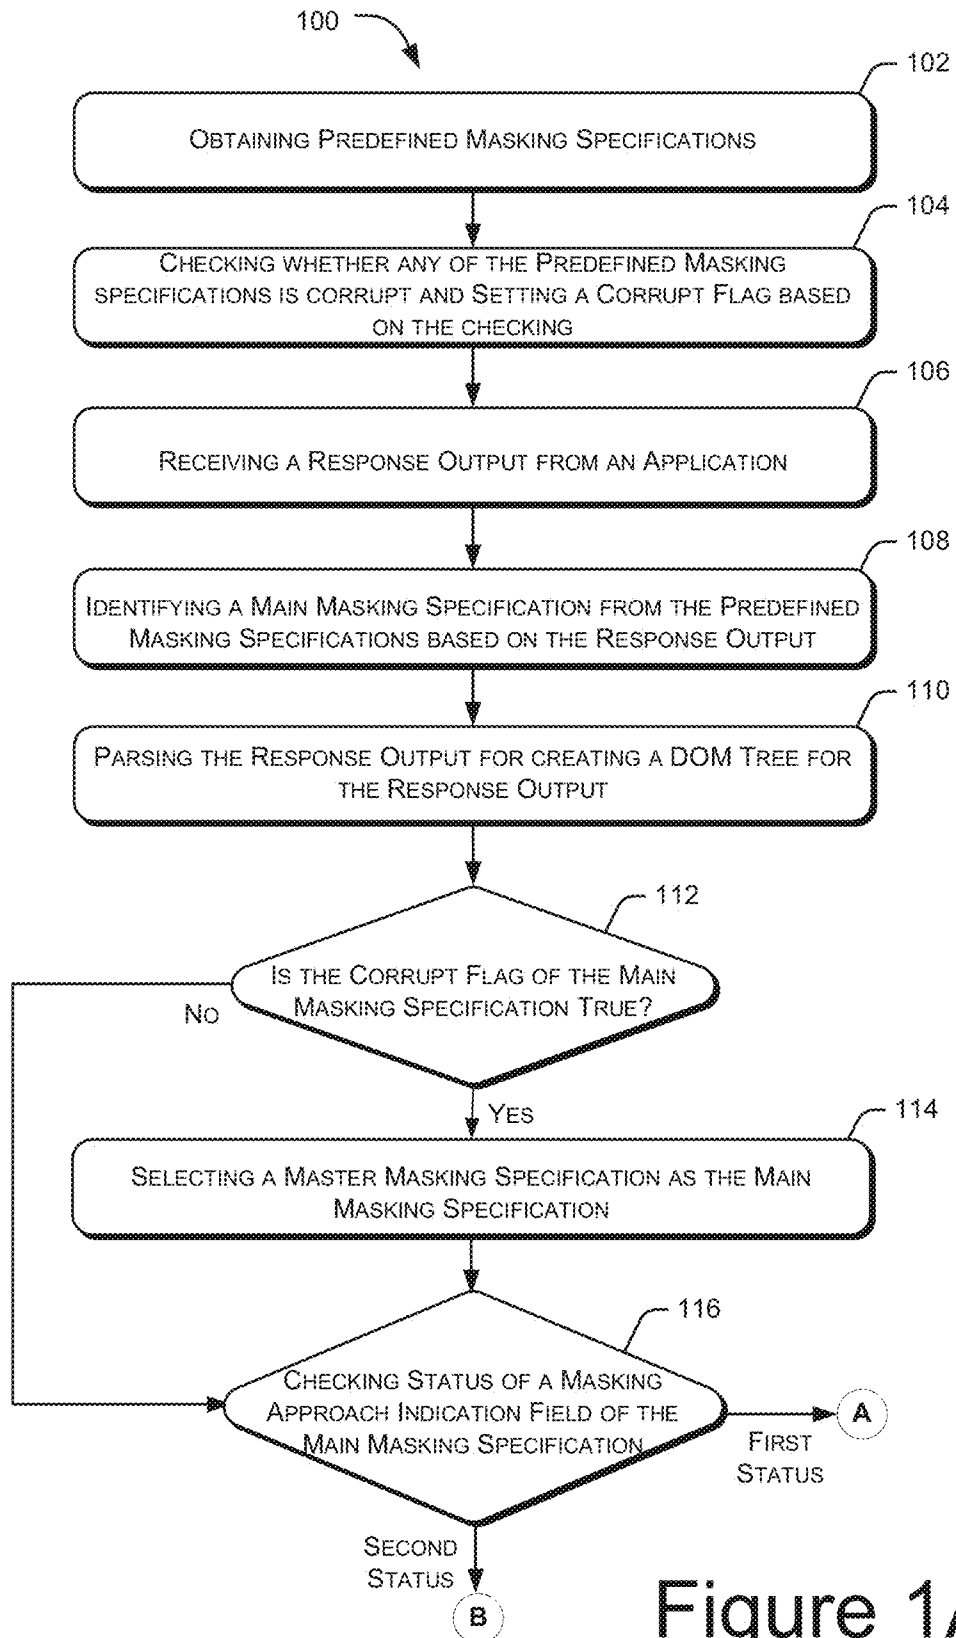 100
102
OBTAINING PREDEFINED MASKING SPECIFICATIONS
104
CHECKING WHETHER ANY OF THE PREDEFINED MASKING
SPECIFICATIONS IS CORRUPT AND SETTING A CORRUPT FLAG BASED
ON THE CHECKING
106
RECEIVING A RESPONSE OUTPUT FROM AN APPLICATION
108
IDENTIFYING A MAIN MASKING SPECIFICATION FROM THE PREDEFINED
MASKING SPECIFICATIONS BASED ON THE RESPONSE OUTPUT
110
PARSING THE RESPONSE OUTPUT FOR CREATING A DOM TREE FOR
THE RESPONSE OUTPUT
112
IS THE CORRUPT FLAG OF THE MAIN
MASKING SPECIFICATION TRUE?
NO
YES
114
SELECTING A MASTER MASKING SPECIFICATION AS THE MAIN
MASKING SPECIFICATION
116
CHECKING STATUS OF A MASKING
APPROACH INDICATION FIELD OF THE
MAIN MASKING SPECIFICATION
A
FIRST
STATUS
SECOND
STATUS
B
Figure 1A